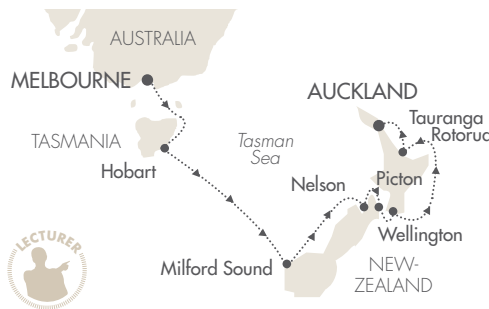 AUSTRALIA
MELBOURNE
AUCKLAND
Tauranga
Rotorua
TASMANIA
Tasman
Sea
Hobart
Nelson
Picton
Wellington
Milford Sound
NEW-
ZEALAND
LECTURER